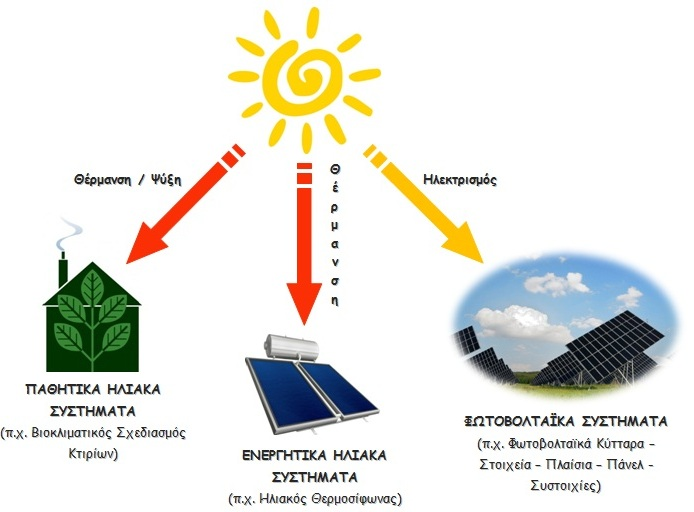 Θέρμανση / Ψύξη
Θέρμανση
Ηλεκτρισμός
ΠΑΘΗΤΙΚΑ ΗΛΙΑΚΑ
ΣΥΣΤΗΜΑΤΑ
(π.χ. Βιοκλιματικός Σχεδιασμός
Κτιρίων)
ΕΝΕΡΓΗΤΙΚΑ ΗΛΙΑΚΑ
ΣΥΣΤΗΜΑΤΑ
(π.χ. Ηλιακός Θερμοσίφωνας)
ΦΩΤΟΒΟΛΤΑΪΚΑ ΣΥΣΤΗΜΑΤΑ
(π.χ. Φωτοβολταϊκά Κύτταρα –
Στοιχεία – Πλαίσια – Πάνελ –
Συστοιχίες)